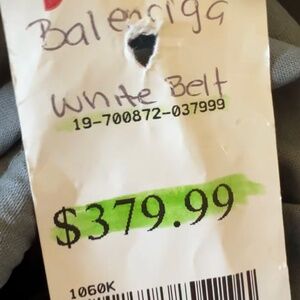 Balenciga
White Belt
19-700872-037999
$379.99
1060K